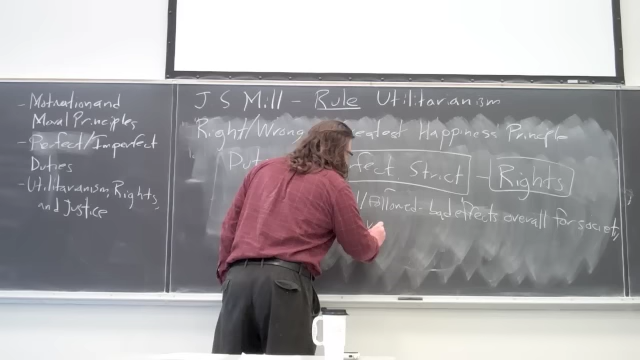 - Motivation and
Moral Principles
- Perfect/Imperfect
Duties
- Utilitarianism, Rights,
and Justice
J S Mill - Rule Utilitarianism
Right/Wrong Happiness Principle
Strict - Rights
Followed - bad effects overall for society,